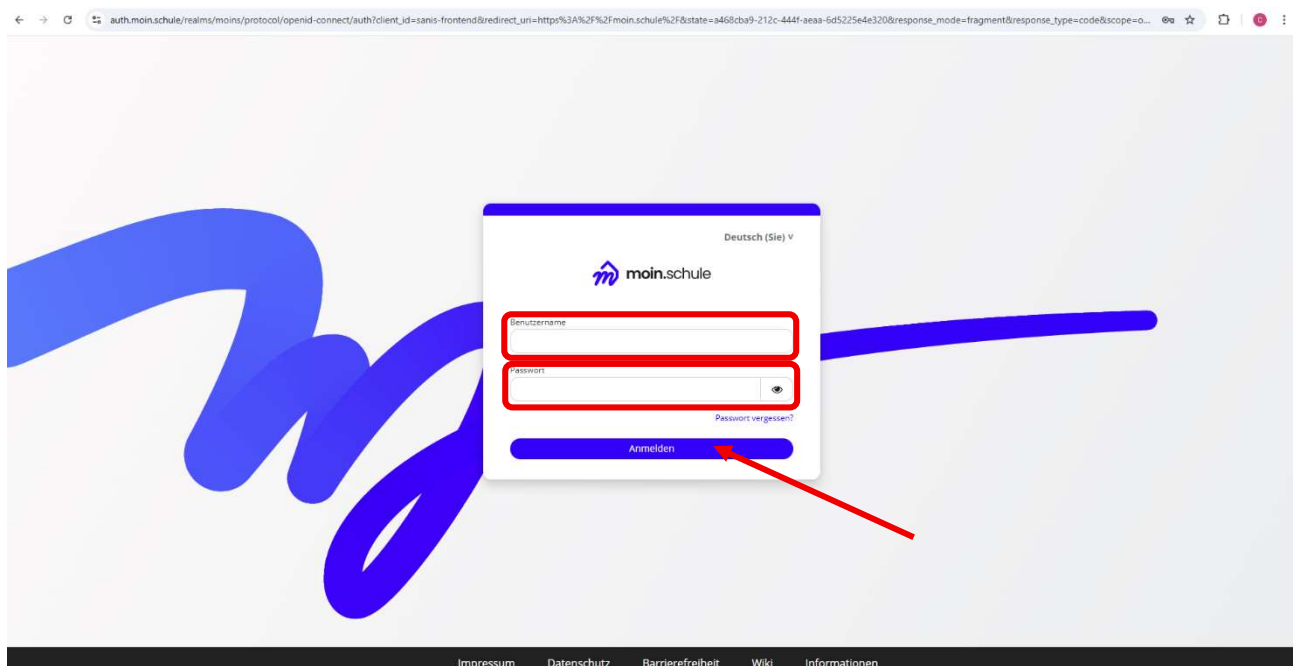 auth.moin.schule/realms/moins/protocol/openid-connect/auth?client_id=sanis-frontend&redirect_uri=https%3A%2F%2Fmoin.schule%2F&state=a468cba9-212c-444f-aeaa-6d5225e4e320&response_mode=fragment&response_type=code&scope=o...
C
Deutsch (Sie) ˅
m moin.schule
Benutzername
Passwort
Passwort vergessen?
Anmelden
Impressum Datenschutz Barrierefreiheit Wiki Informationen